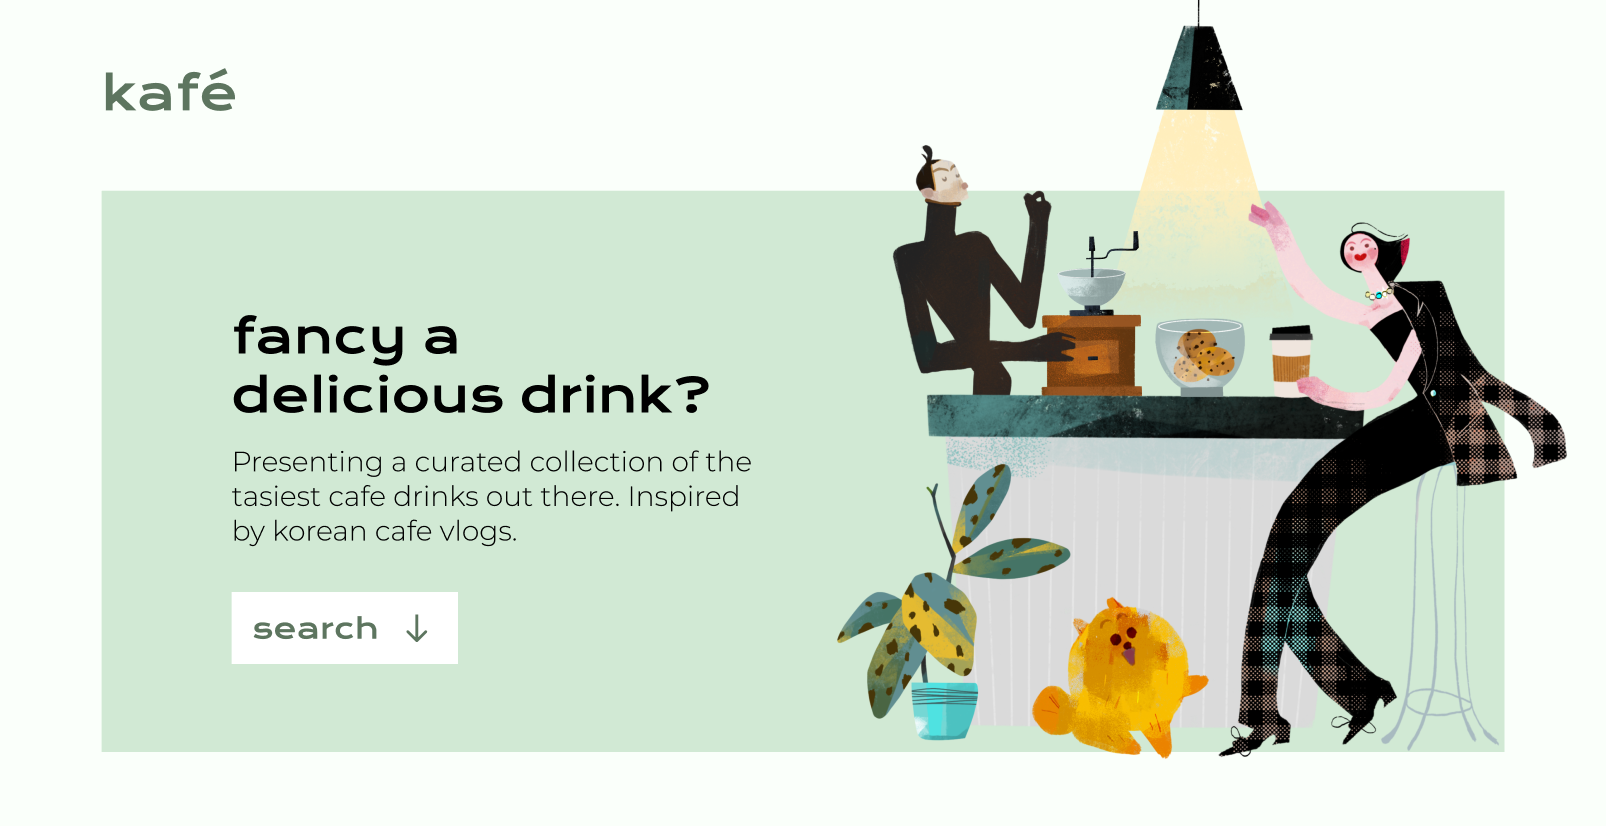 kafé
fancy a
delicious drink?
Presenting a curated collection of the
tasiest cafe drinks out there. Inspired
by korean cafe vlogs.
search ↓